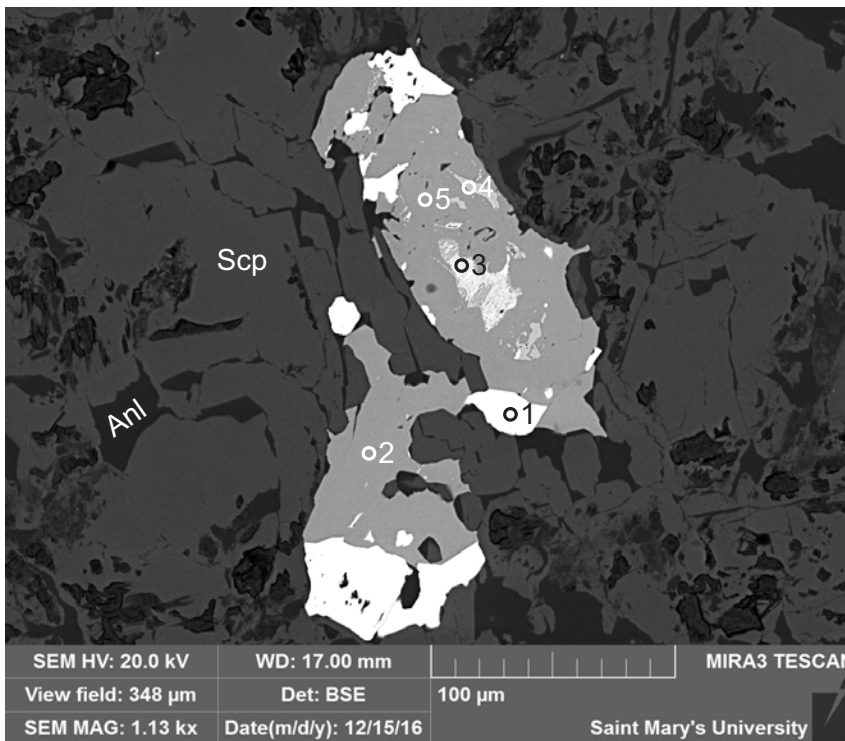 5 4
3
Scp
1
Anl
2
SEM HV: 20.0 kV WD: 17.00 mm MIRA3 TESCAN
View field: 348 µm Det: BSE 100 µm
SEM MAG: 1.13 kx Date(m/d/y): 12/15/16 Saint Mary's University